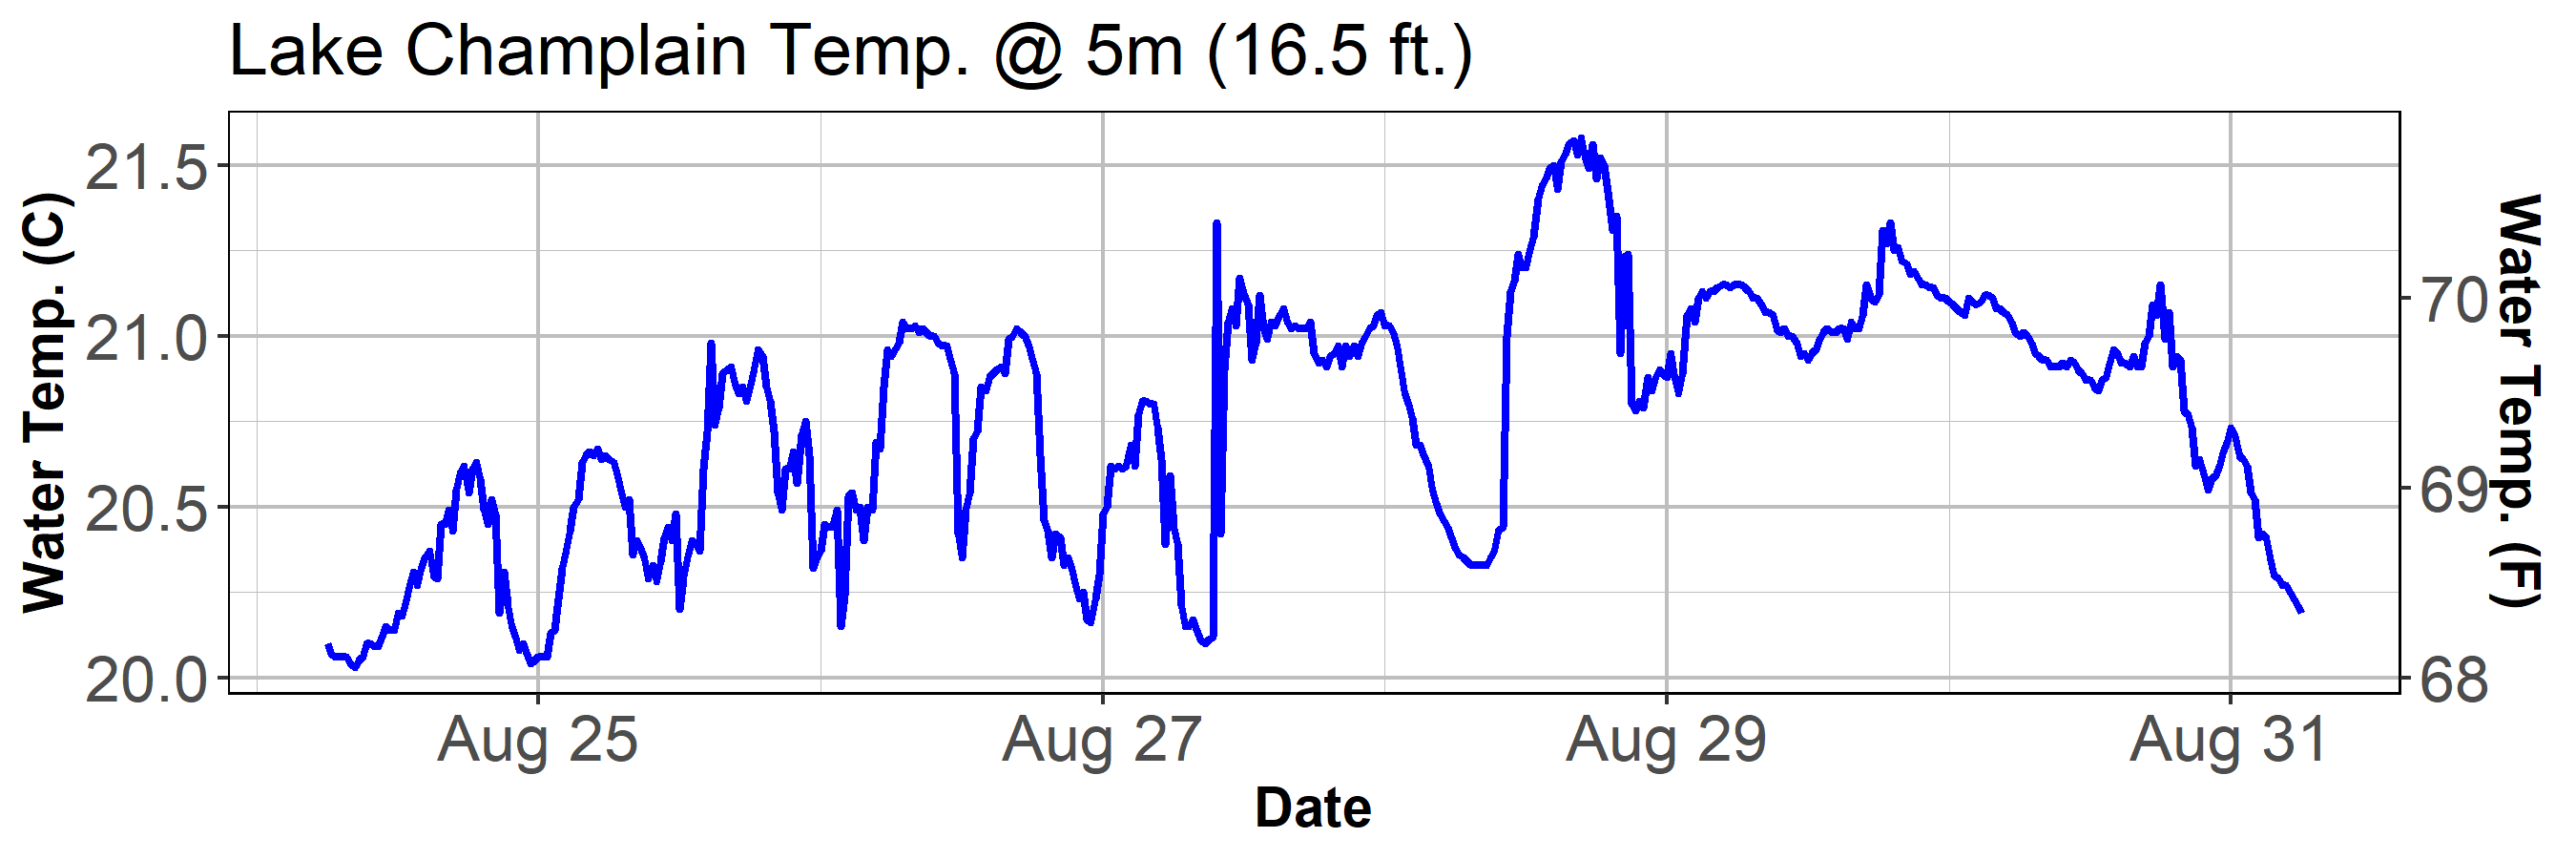 Lake Champlain Temp. @ 5m (16.5 ft.)
Water Temp. (C)
21.5
21.0
20.5
20.0
Water Temp. (F)
70
69
68
Aug 25
Aug 27
Aug 29
Aug 31
Date